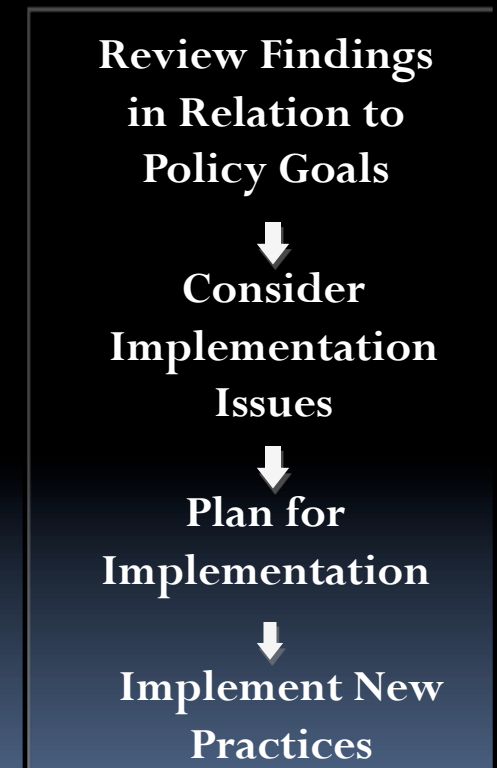 Review Findings
in Relation to
Policy Goals
Consider
Implementation
Issues
Plan for
Implementation
Implement New
Practices